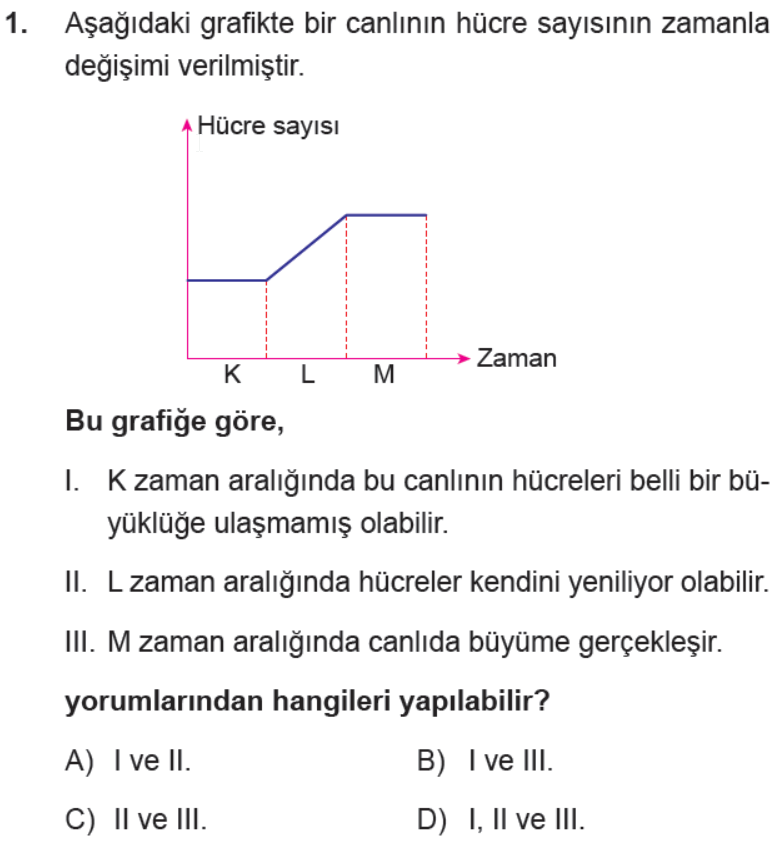 1. Aşağıdaki grafikte bir canlının hücre sayısının zamanla
değişimi verilmiştir.
Hücre sayısı
Zaman
K L M
Bu grafiğe göre,
I. K zaman aralığında bu canlının hücreleri belli bir bü-
yüklüğe ulaşmamış olabilir.
II. L zaman aralığında hücreler kendini yeniliyor olabilir.
III. M zaman aralığında canlıda büyüme gerçekleşir.
yorumlarından hangileri yapılabilir?
A) I ve II. B) I ve III.
C) II ve III. D) I, II ve III.